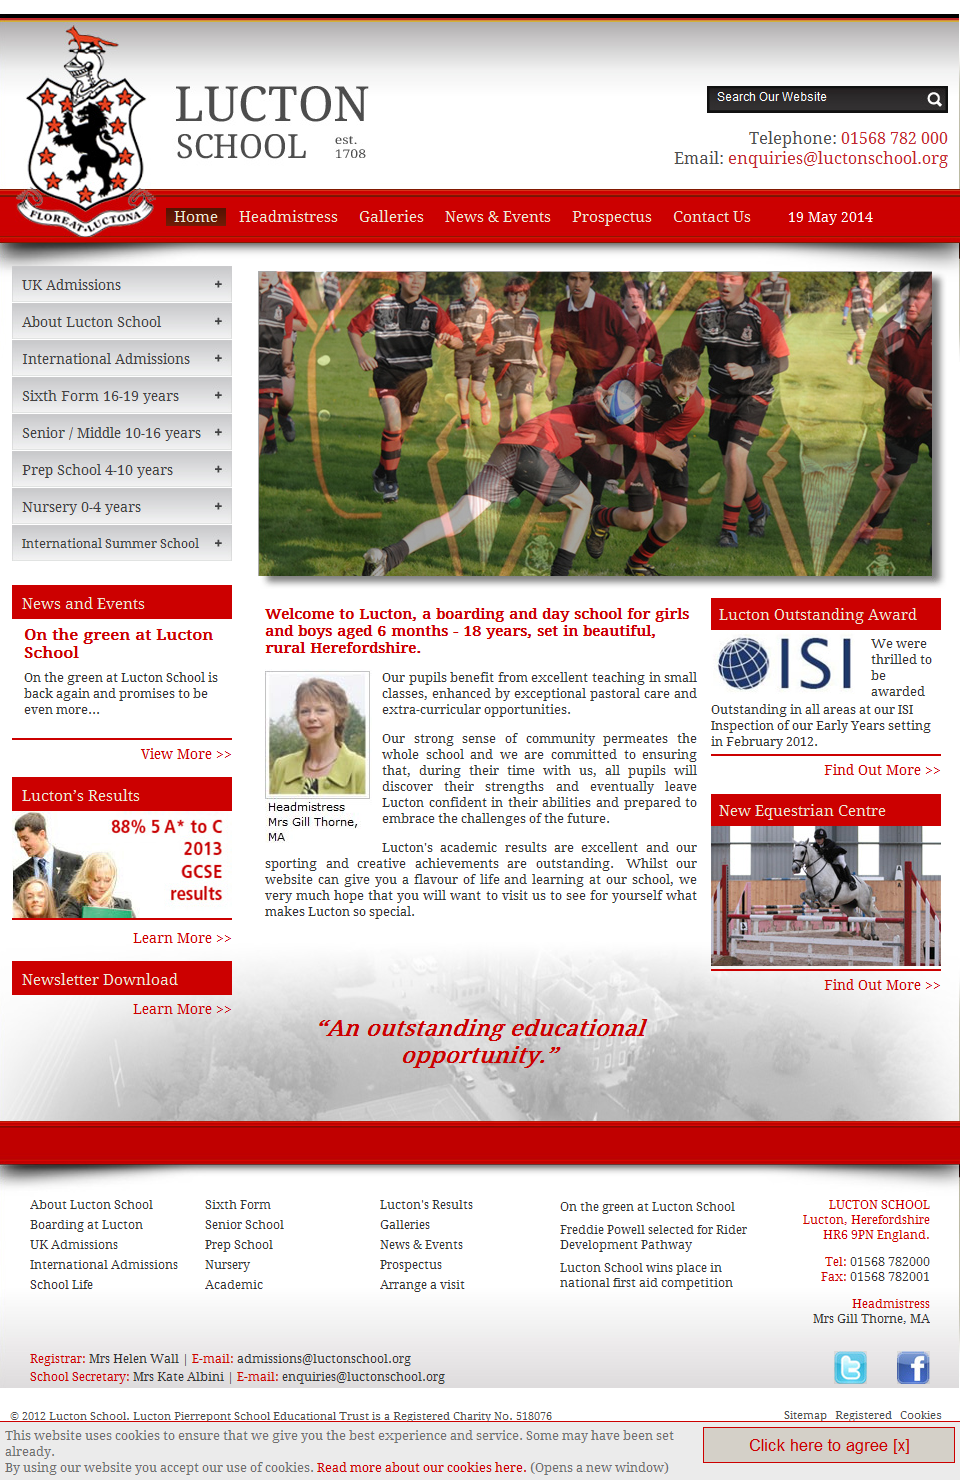 LUCTON
SCHOOL
est.
1708
FLOREAT·LUCTONA
Search Our Website
Telephone: 01568 782 000
Email: enquiries@luctonschool.org
Home Headmistress Galleries News & Events Prospectus Contact Us 19 May 2014
UK Admissions +
About Lucton School +
International Admissions +
Sixth Form 16-19 years +
Senior / Middle 10-16 years +
Prep School 4-10 years +
Nursery 0-4 years +
International Summer School +
News and Events
On the green at Lucton
School
On the green at Lucton School is
back again and promises to be
even more...
View More >>
Lucton's Results
88% 5 A* to C
2013
GCSE
results
Learn More >>
Newsletter Download
Learn More >>
Welcome to Lucton, a boarding and day school for girls
and boys aged 6 months - 18 years, set in beautiful,
rural Herefordshire.
Our pupils benefit from excellent teaching in small
classes, enhanced by exceptional pastoral care and
extra-curricular opportunities.
Our strong sense of community permeates the
whole school and we are committed to ensuring
that, during their time with us, all pupils will
discover their strengths and eventually leave
Lucton confident in their abilities and prepared to
embrace the challenges of the future.
Headmistress
Mrs Gill Thorne,
MA
Lucton's academic results are excellent and our
sporting and creative achievements are outstanding. Whilst our
website can give you a flavour of life and learning at our school, we
very much hope that you will want to visit us to see for yourself what
makes Lucton so special.
Lucton Outstanding Award
ISI
We were
thrilled to
be
awarded
Outstanding in all areas at our ISI
Inspection of our Early Years setting
in February 2012.
Find Out More >>
New Equestrian Centre
Find Out More >>
“An outstanding educational
opportunity.”
About Lucton School
Boarding at Lucton
UK Admissions
International Admissions
School Life
Sixth Form
Senior School
Prep School
Nursery
Academic
Lucton's Results
Galleries
News & Events
Prospectus
Arrange a visit
On the green at Lucton School
Freddie Powell selected for Rider
Development Pathway
Lucton School wins place in
national first aid competition
LUCTON SCHOOL
Lucton, Herefordshire
HR6 9PN England.
Tel: 01568 782000
Fax: 01568 782001
Headmistress
Mrs Gill Thorne, MA
Registrar: Mrs Helen Wall | E-mail: admissions@luctonschool.org
School Secretary: Mrs Kate Albini | E-mail: enquiries@luctonschool.org
© 2012 Lucton School. Lucton Pierrepont School Educational Trust is a Registered Charity No. 518076
Sitemap Registered Cookies
This website uses cookies to ensure that we give you the best experience and service. Some may have been set
already.
By using our website you accept our use of cookies. Read more about our cookies here. (Opens a new window)
Click here to agree [x]